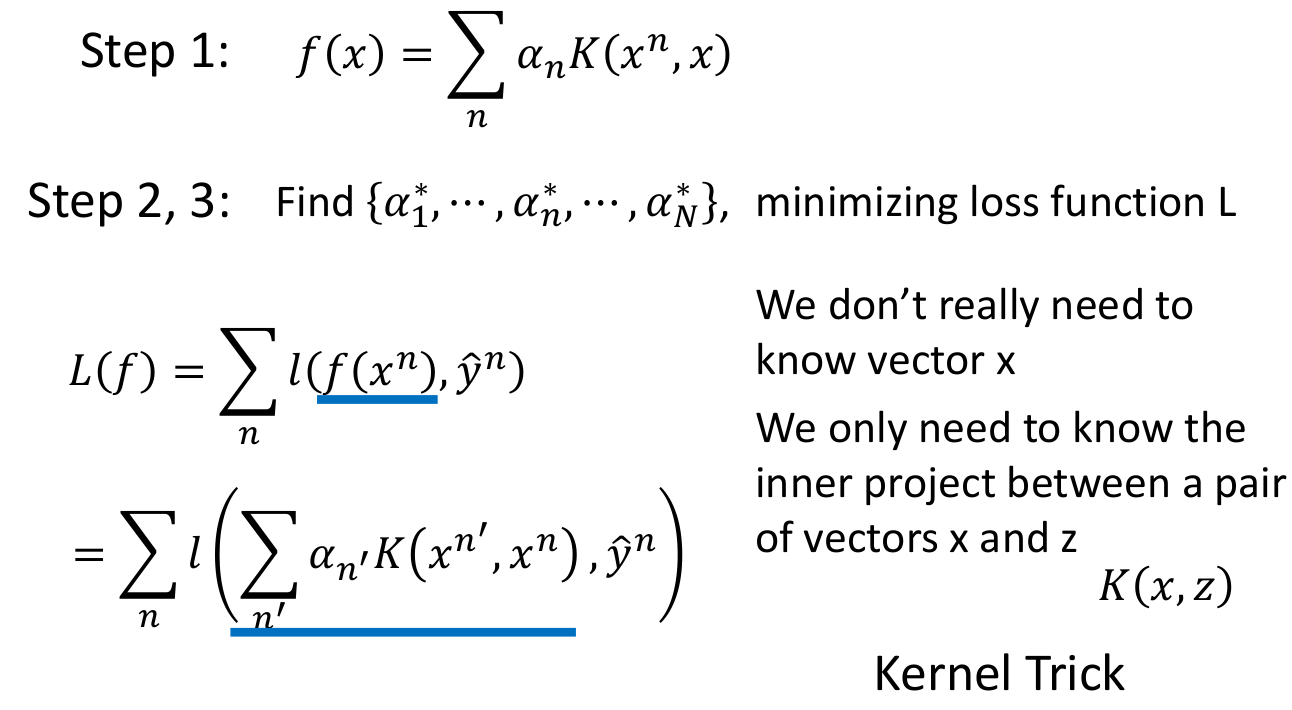 Step 1: f(x) = ∑_n α_n K(x^n, x)
Step 2, 3: Find {α_1^*, ⋯, α_n^*, ⋯, α_N^*}, minimizing loss function L
L(f) = ∑_n l(f(x^n), ŷ^n)
= ∑_n l(∑_{n'} α_{n'} K(x^{n'}, x^n), ŷ^n)
We don’t really need to
know vector x
We only need to know the
inner project between a pair
of vectors x and z
K(x, z)
Kernel Trick